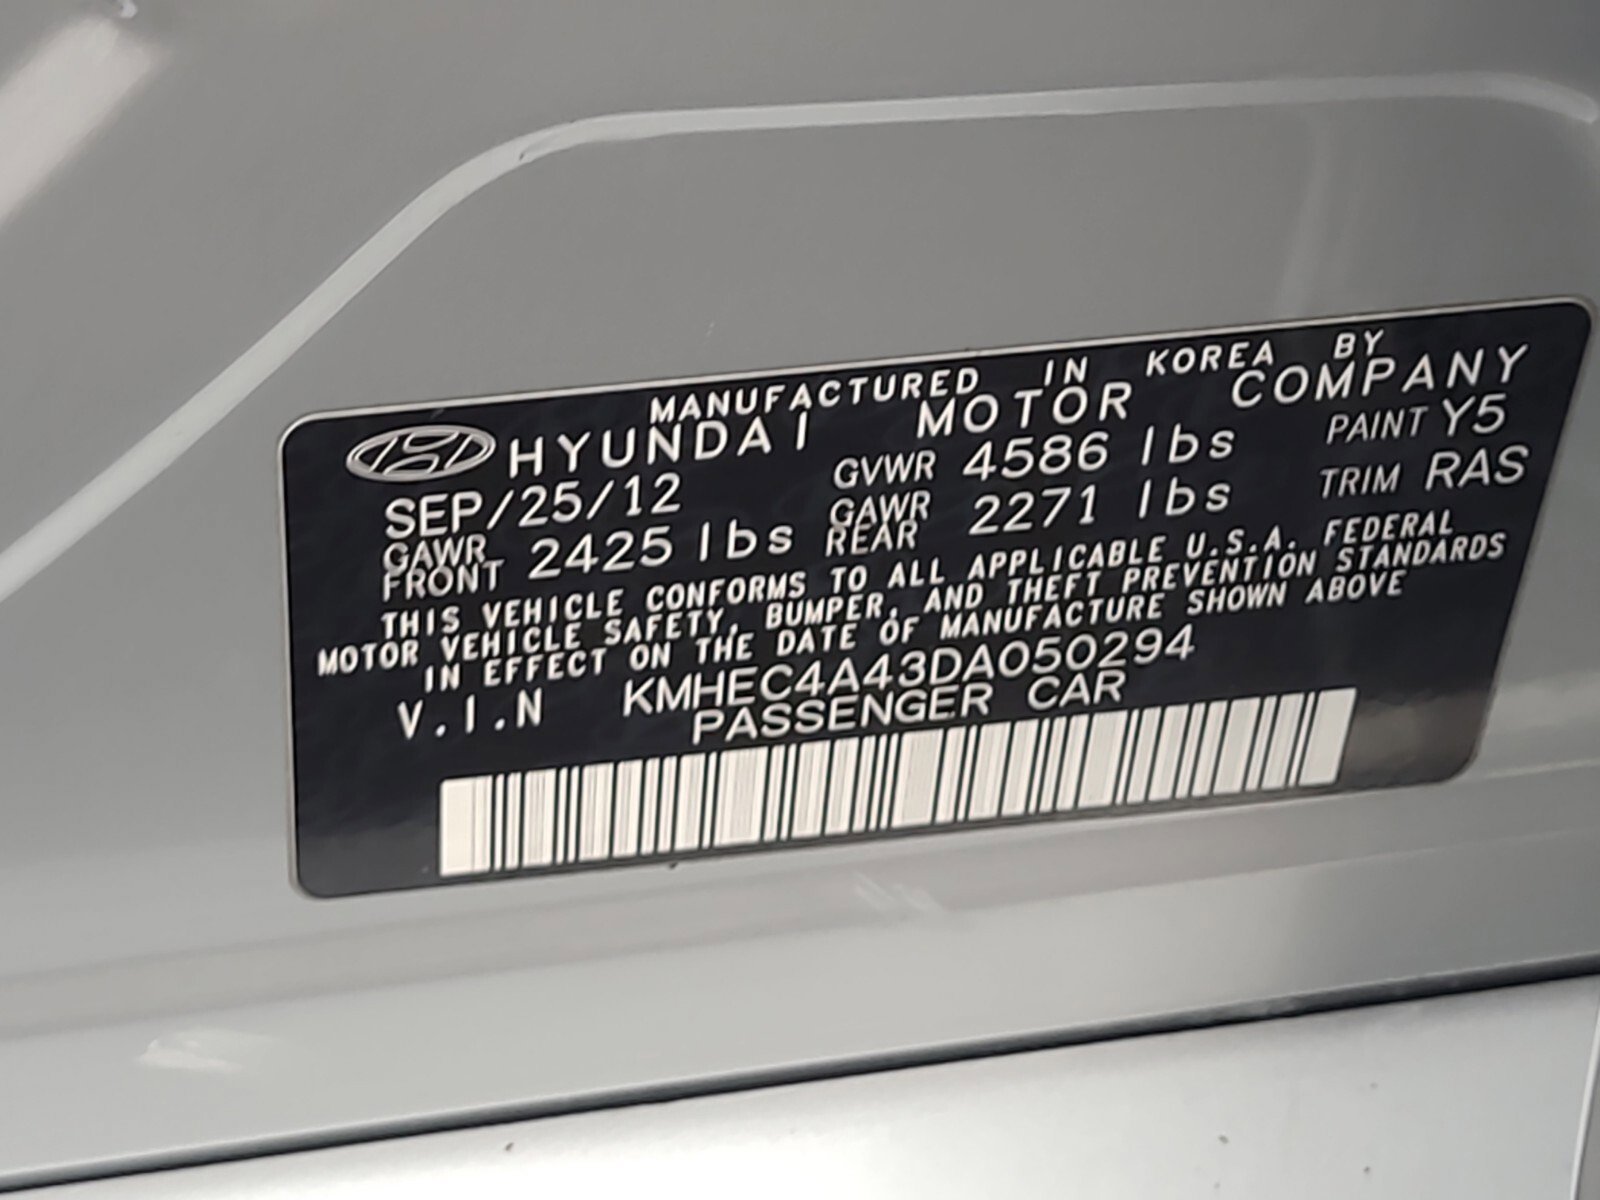 MANUFACTURED IN KOREA BY
HYUNDAI MOTOR COMPANY
SEP/25/12 GVWR 4586 lbs PAINT Y5
GAWR FRONT 2425 lbs GAWR REAR 2271 lbs TRIM RAS
THIS VEHICLE CONFORMS TO ALL APPLICABLE U.S.A. FEDERAL
MOTOR VEHICLE SAFETY, BUMPER, AND THEFT PREVENTION STANDARDS
IN EFFECT ON THE DATE OF MANUFACTURE SHOWN ABOVE
V.I.N KMHEC4A43DA050294
PASSENGER CAR